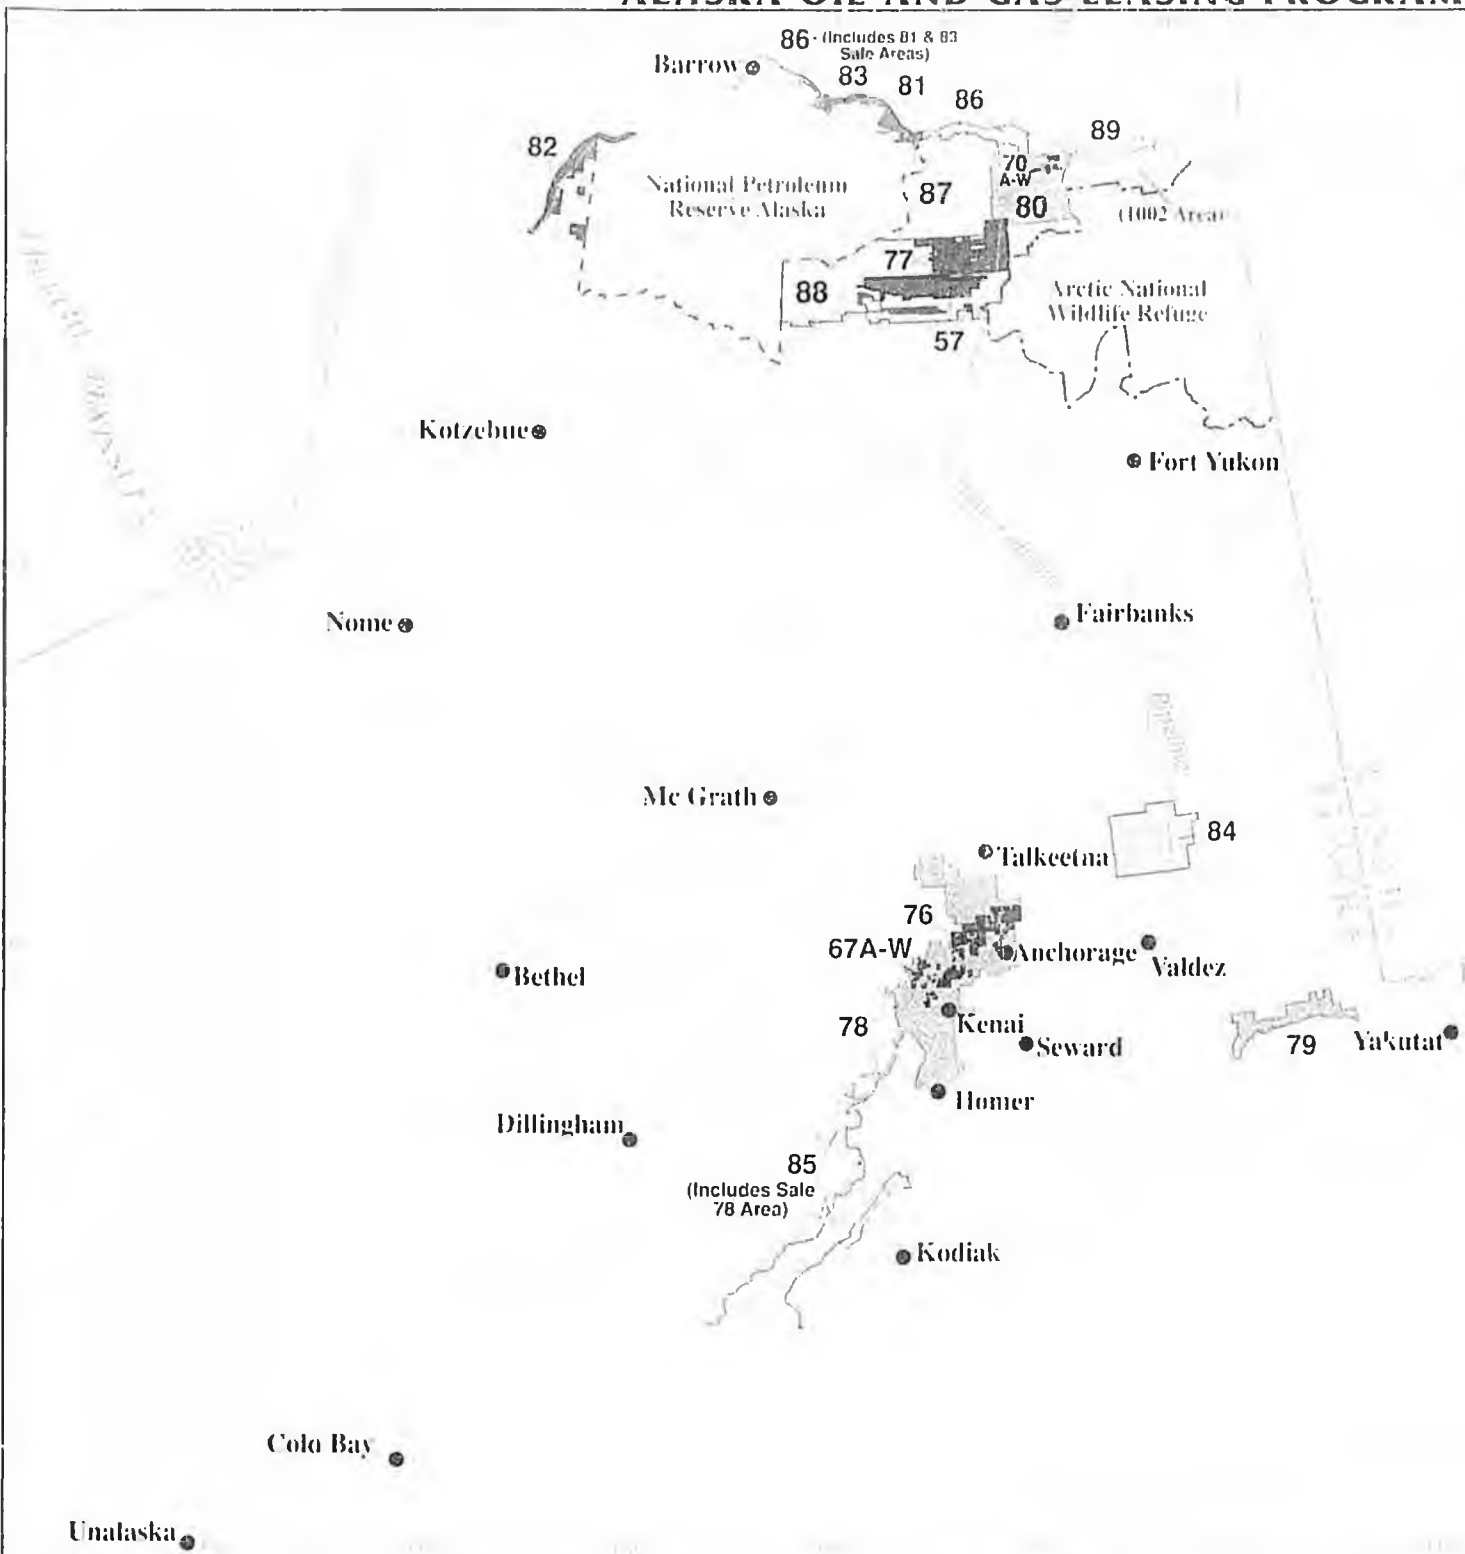 ALASKA OIL AND GAS LEASING PROGRAM
86 - (Includes 81 & 83
Sale Areas)
Barrow
83
81
86
89
82
70
A-W
National Petroleum
Reserve Alaska
87
80
(1002 Area)
77
88
Arctic National
Wildlife Refuge
57
Kotzebue
Fort Yukon
Nome
Fairbanks
Pipeline
Mc Grath
84
Talkeetna
76
67A-W
Anchorage
Valdez
Bethel
78
Kenai
Seward
79
Yakutat
Homer
Dillingham
85
(Includes Sale
78 Area)
Kodiak
Cold Bay
Unalaska